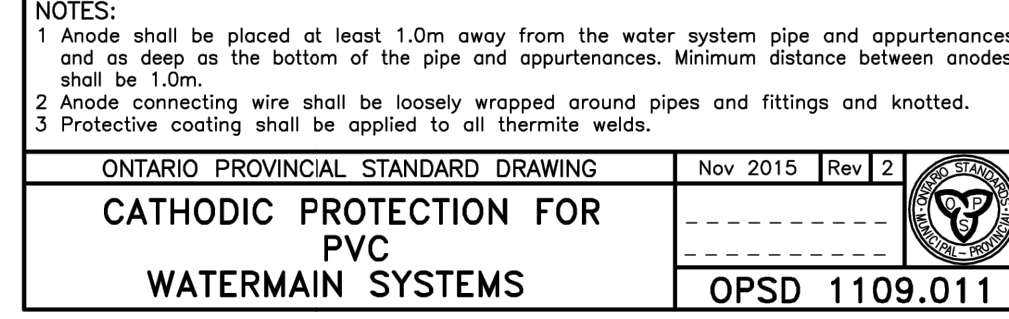 NOTES:
1 Anode shall be placed at least 1.0m away from the water system pipe and appurtenances
and as deep as the bottom of the pipe and appurtenances. Minimum distance between anodes
shall be 1.0m.
2 Anode connecting wire shall be loosely wrapped around pipes and fittings and knotted.
3 Protective coating shall be applied to all thermite welds.
ONTARIO PROVINCIAL STANDARD DRAWING
Nov 2015 Rev 2
CATHODIC PROTECTION FOR
PVC
WATERMAIN SYSTEMS
OPSD 1109.011
ONTARIO STANDARDS
MUNICIPAL - PROVINCIAL
O P
S